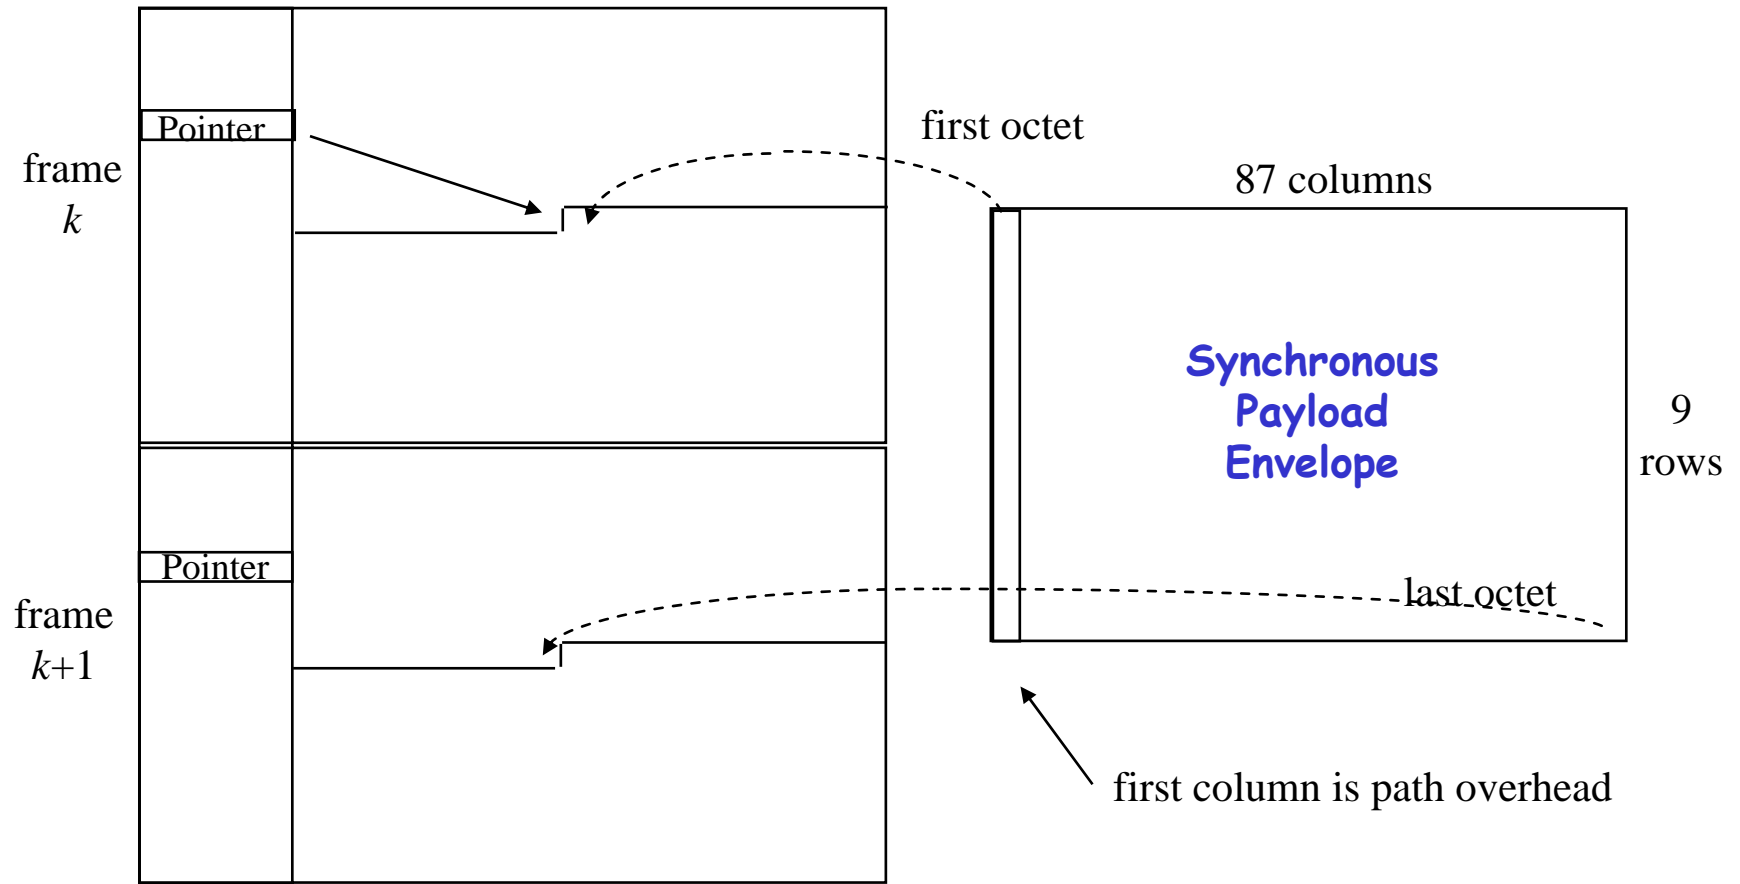 Pointer
frame
k
first octet
87 columns
Synchronous
Payload
Envelope
9
rows
Pointer
frame
k+1
last octet
first column is path overhead